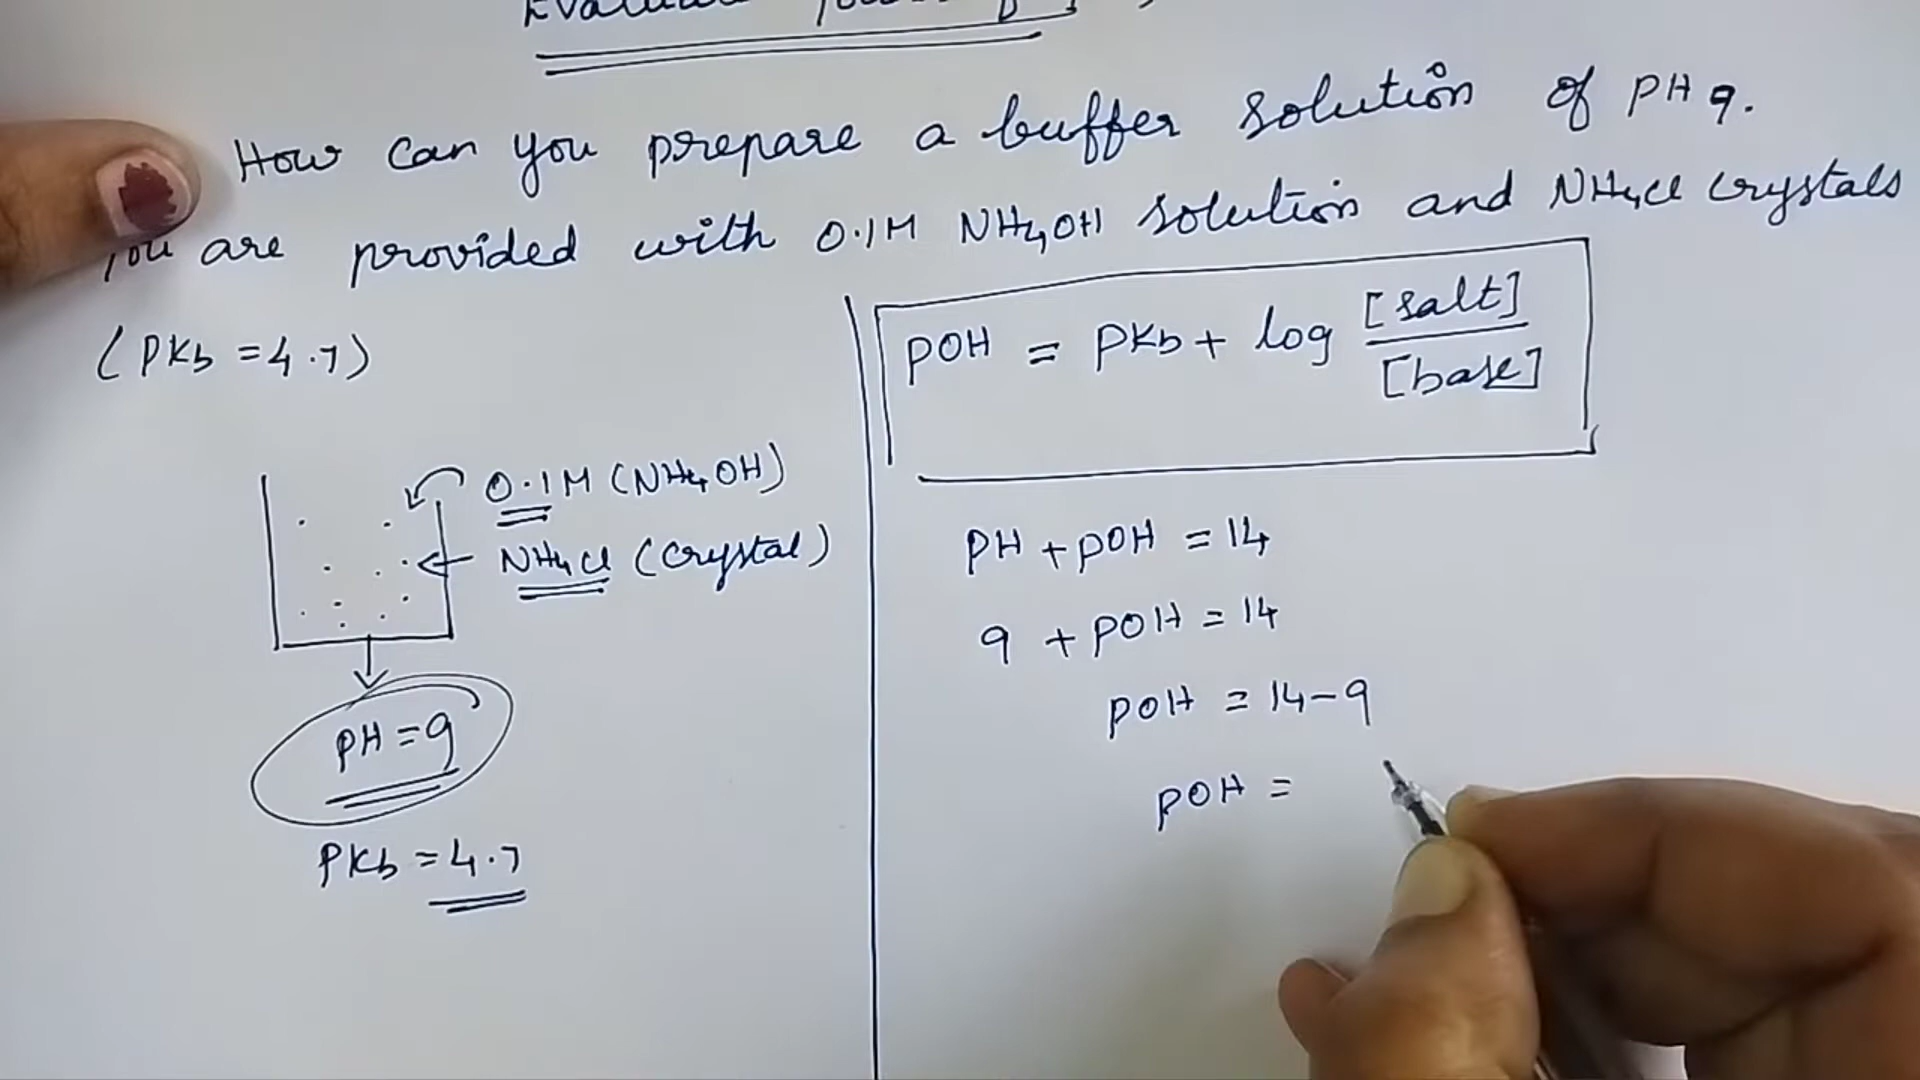 How can you prepare a buffer solution of PH 9.
You are provided with 0.1M NH4OH solution and NH4Cl crystals
(PKb = 4.7)
POH = PKb + log [salt]/[base]
0.1M (NH4OH)
NH4Cl (crystal)
PH = 9
PKb = 4.7
PH + POH = 14
9 + POH = 14
POH = 14 - 9
POH =